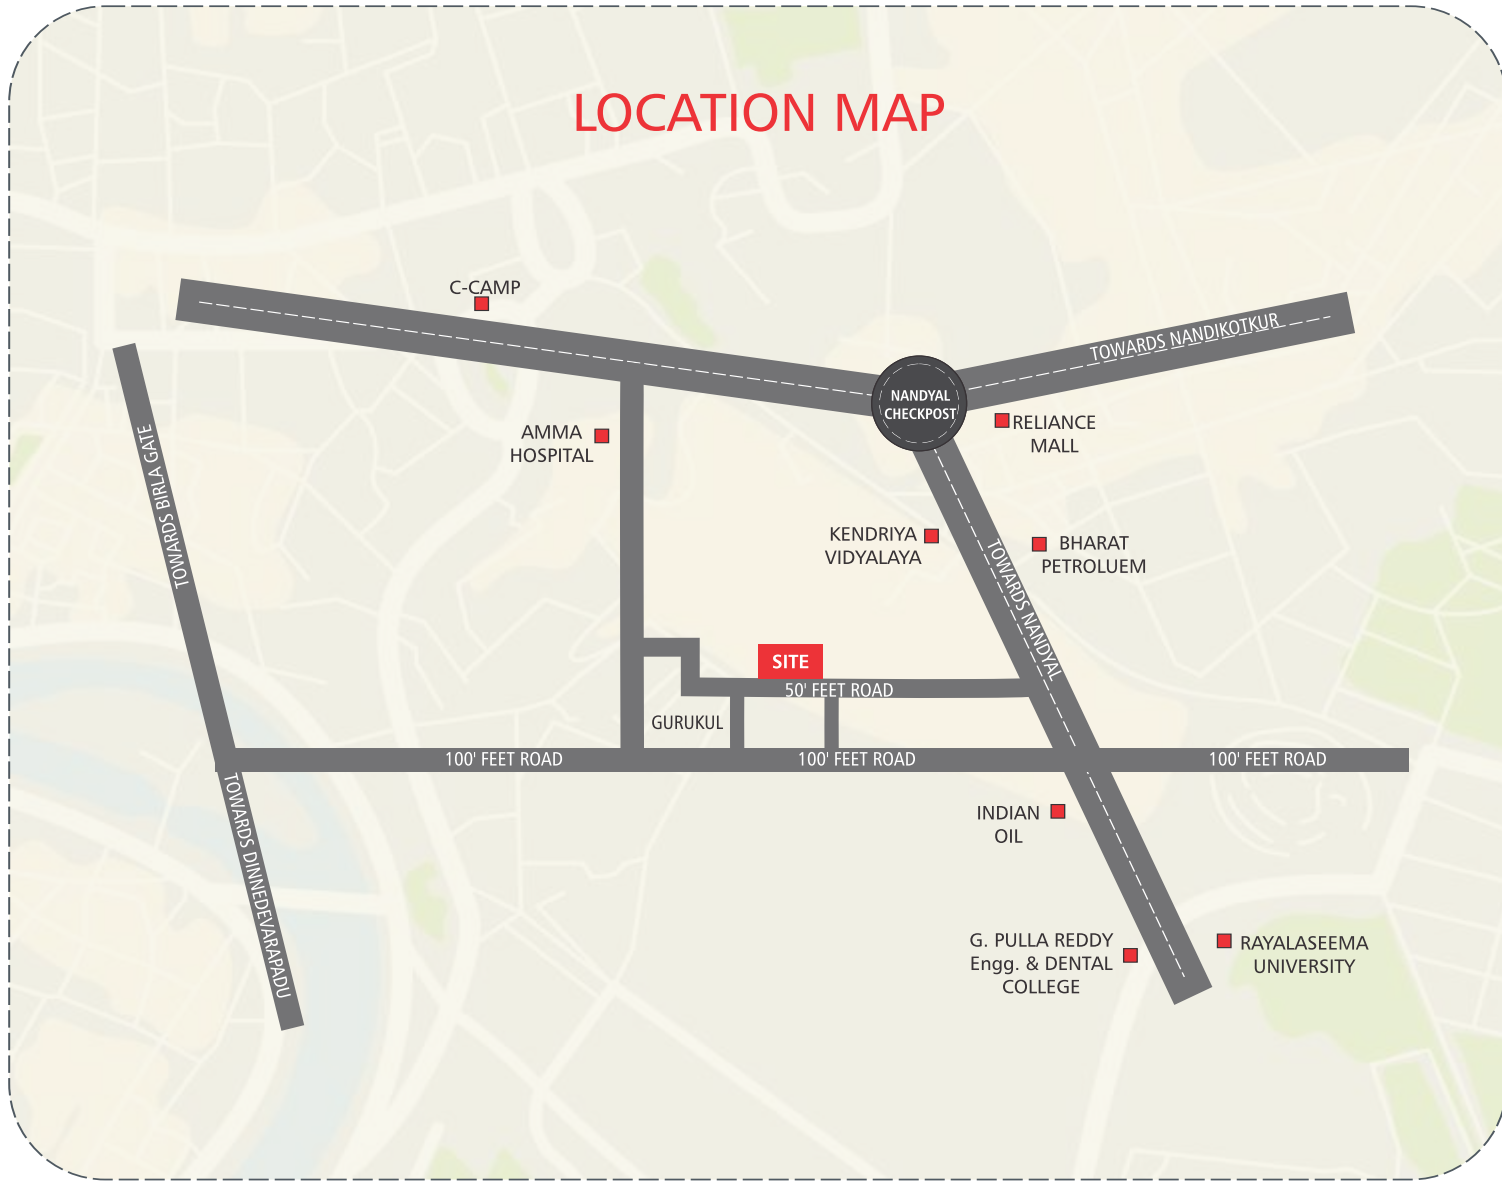 LOCATION MAP
C-CAMP
TOWARDS NANDIKOTKUR
NANDYAL
CHECKPOST
RELIANCE
MALL
AMMA
HOSPITAL
TOWARDS BIRLA GATE
KENDRIYA
VIDYALAYA
BHARAT
PETROLUEM
TOWARDS NANDYAL
SITE
50' FEET ROAD
GURUKUL
100' FEET ROAD
100' FEET ROAD
100' FEET ROAD
TOWARDS DINNEDEVARAPADU
INDIAN
OIL
G. PULLA REDDY
Engg. & DENTAL
COLLEGE
RAYALASEEMA
UNIVERSITY